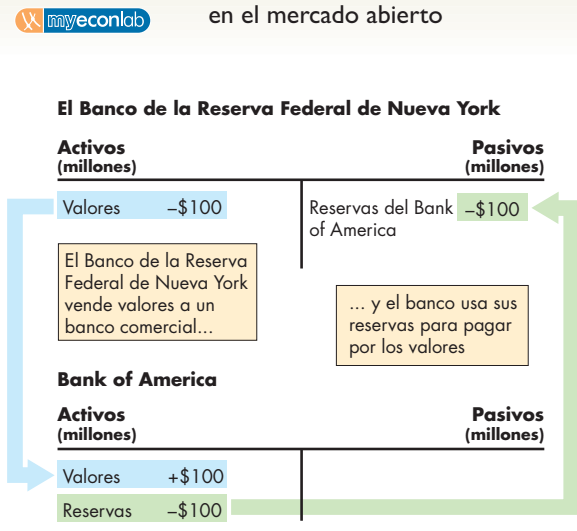 myeconlab
en el mercado abierto
El Banco de la Reserva Federal de Nueva York
Activos
(millones)
Pasivos
(millones)
Valores –$100
Reservas del Bank –$100
of America
El Banco de la Reserva
Federal de Nueva York
vende valores a un
banco comercial...
... y el banco usa sus
reservas para pagar
por los valores
Bank of America
Activos
(millones)
Pasivos
(millones)
Valores +$100
Reservas –$100